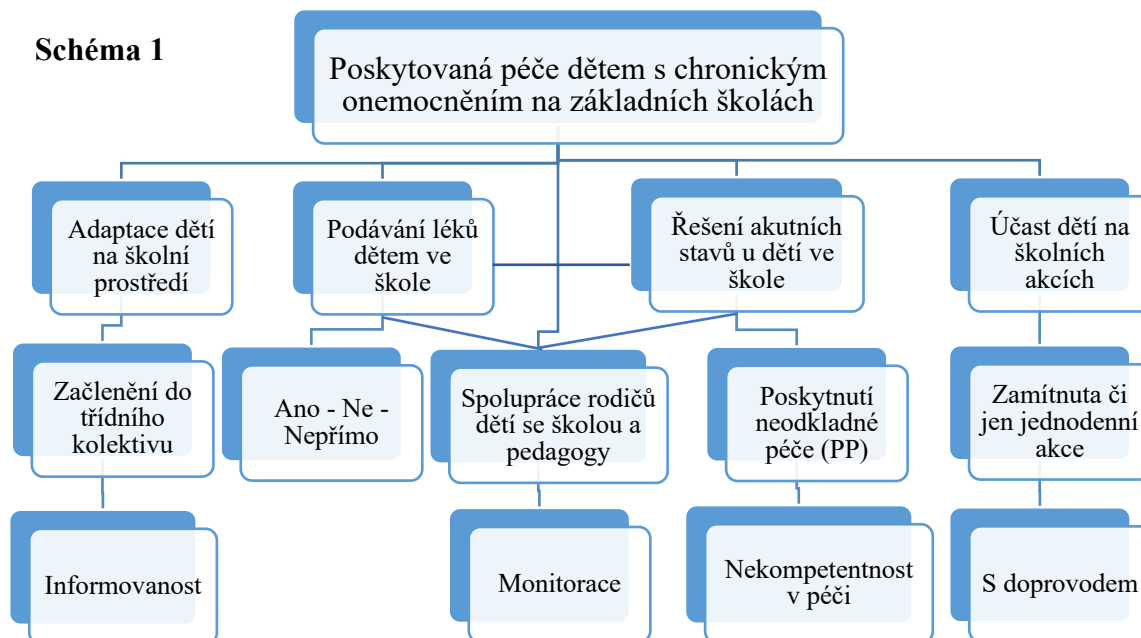 Schéma 1
Poskytovaná péče dětem s chronickým
onemocněním na základních školách
Adaptace dětí
na školní
prostředí
Podávání léků
dětem ve
škole
Řešení akutních
stavů u dětí ve
škole
Účast dětí na
školních
akcích
Začlenění do
třídního
kolektivu
Ano - Ne -
Nepřímo
Spolupráce rodičů
dětí se školou a
pedagogy
Poskytnutí
neodkladné
péče (PP)
Zamítnuta či
jen jednodenní
akce
Informovanost
Monitorace
Nekompetentnost
v péči
S doprovodem